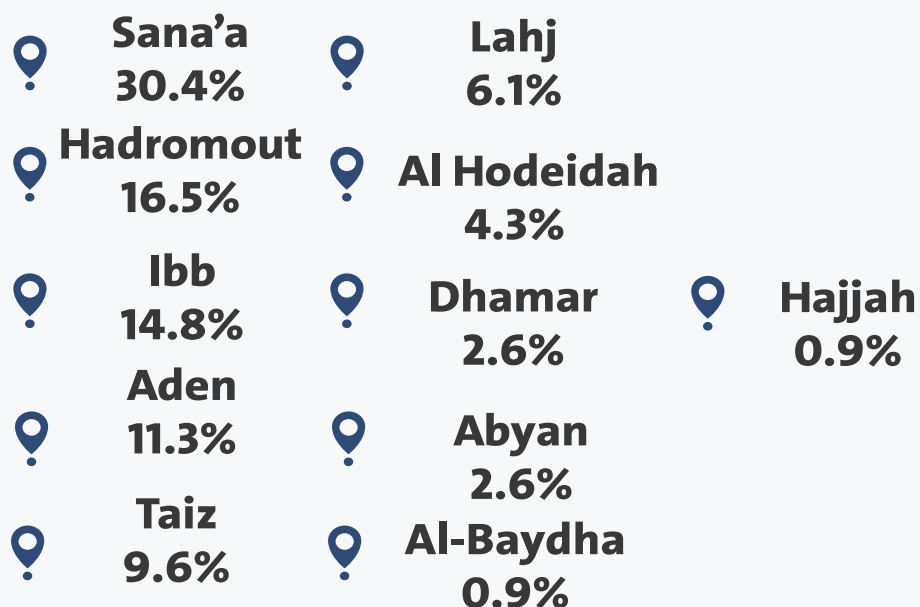 Sana’a
30.4%
Hadromout
16.5%
Ibb
14.8%
Aden
11.3%
Taiz
9.6%
Lahj
6.1%
Al Hodeidah
4.3%
Dhamar
2.6%
Abyan
2.6%
Al-Baydha
0.9%
Hajjah
0.9%